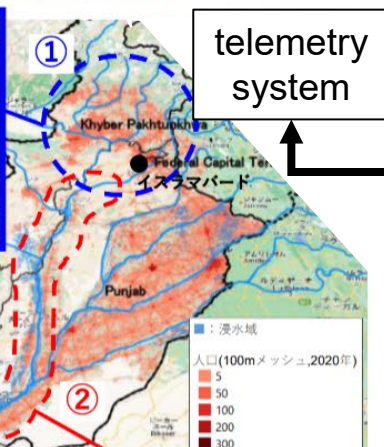 ①
telemetry
system
Khyber Pakhtunkhwa
Federal Capital Te
イスラマバード
Punjab
②
：浸水域
人口(100mメッシュ,2020年)
5
50
100
200
300